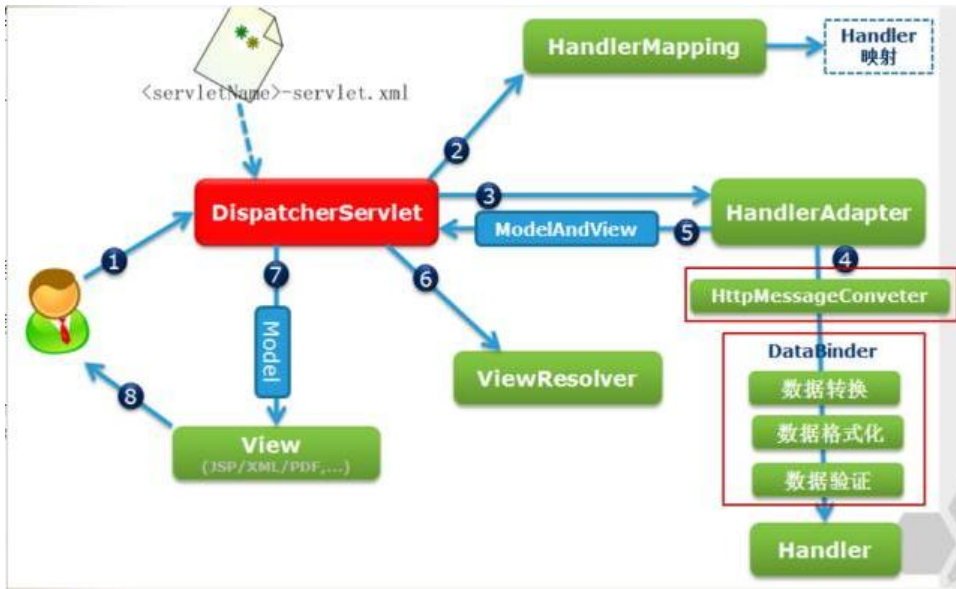 <servletName>-servlet.xml
HandlerMapping
Handler
映射
2
DispatcherServlet
3
HandlerAdapter
ModelAndView
5
1
7
6
4
HttpMessageConveter
Model
DataBinder
ViewResolver
数据转换
8
数据格式化
View
(JSP/XML/PDF,...)
数据验证
Handler